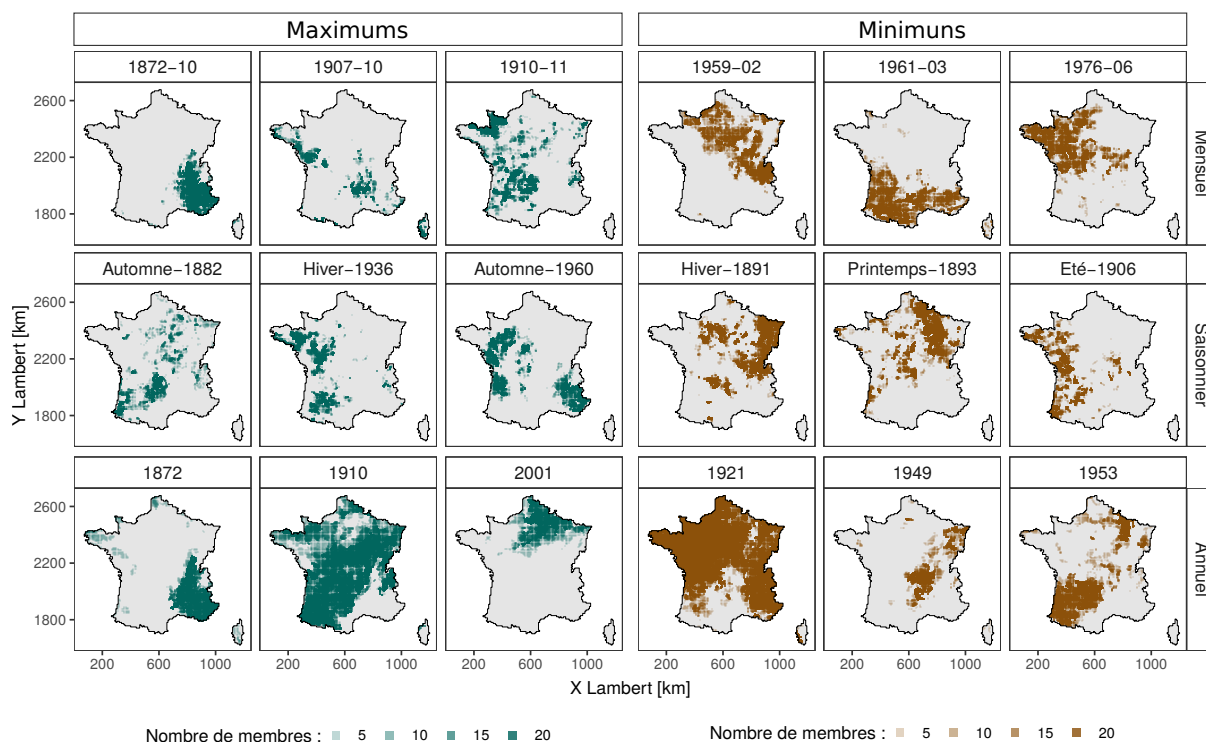 Maximums Minimuns
1872−10 1907−10 1910−11 1959−02 1961−03 1976−06
2600
2200
1800
Mensuel
Automne−1882 Hiver−1936 Automne−1960 Hiver−1891 Printemps−1893 Eté−1906
2600
2200
1800
Saisonnier
1872 1910 2001 1921 1949 1953
2600
2200
1800
Annuel
Y Lambert [km]
200 600 1000 200 600 1000 200 600 1000 200 600 1000 200 600 1000 200 600 1000
X Lambert [km]
Nombre de membres : 5 10 15 20 Nombre de membres : 5 10 15 20